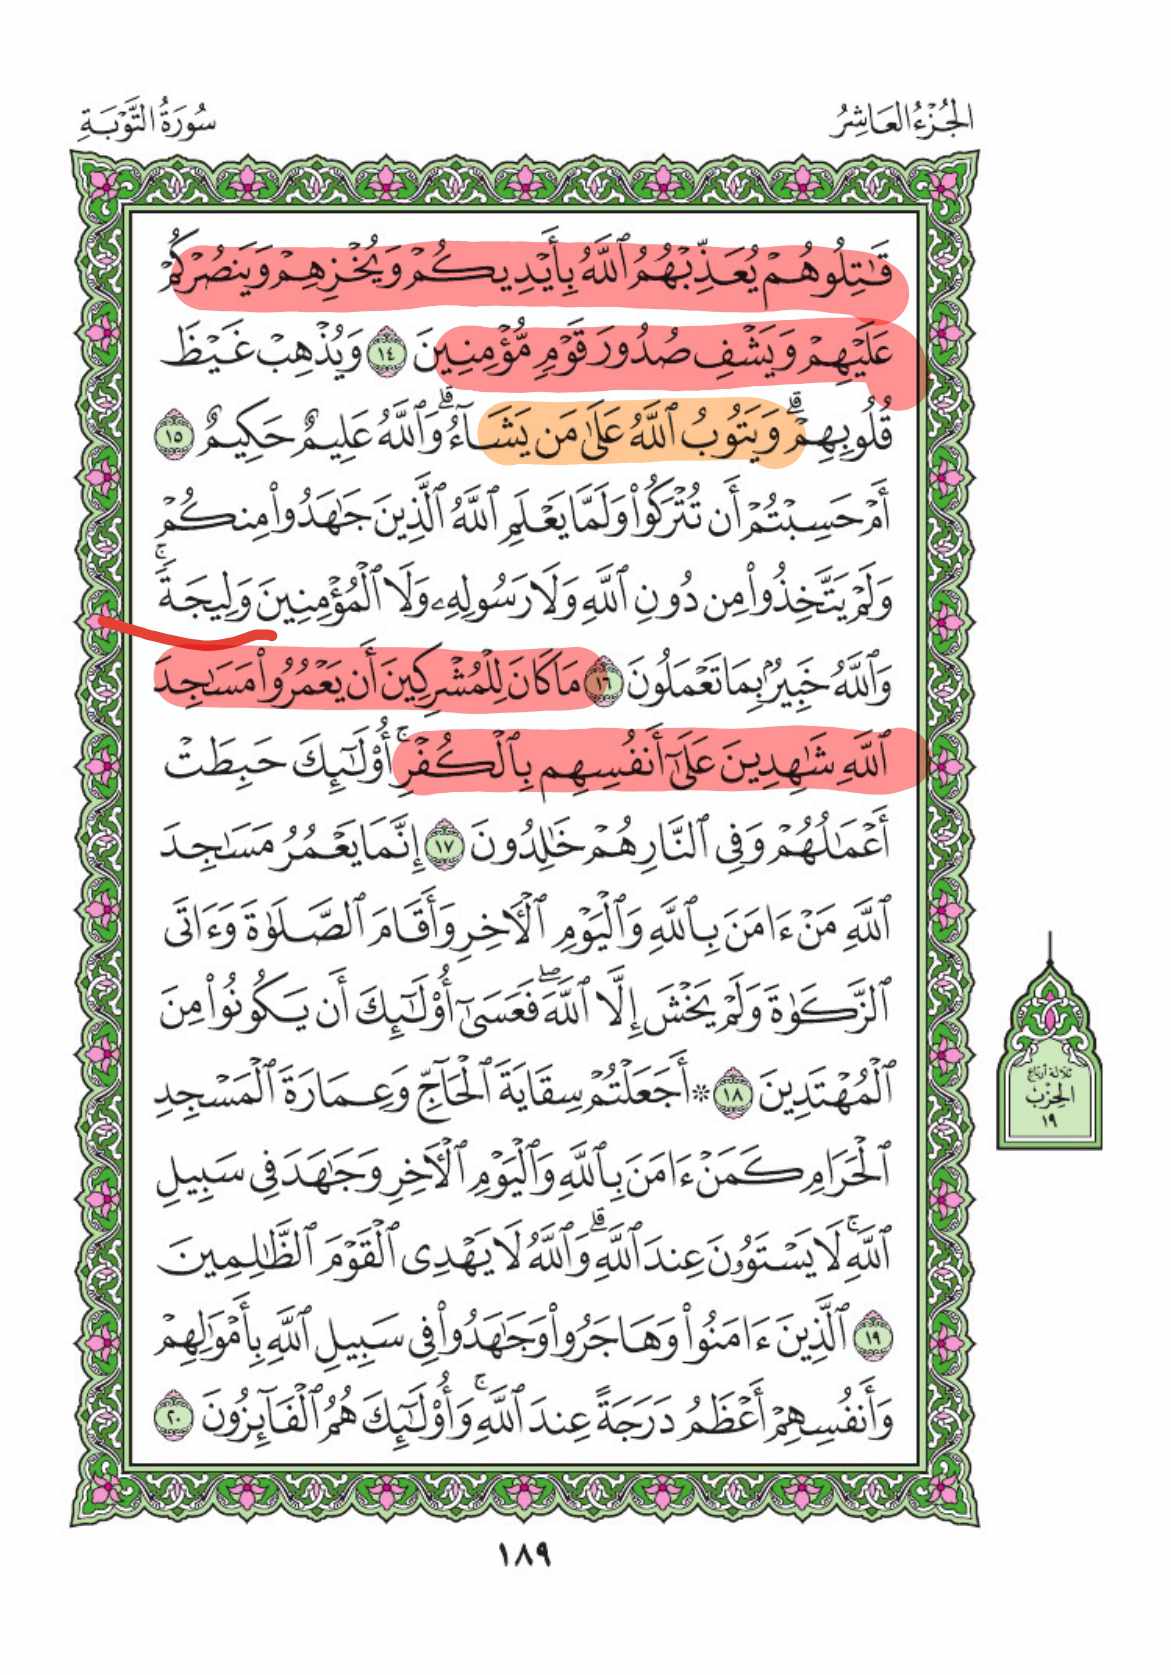 الجُزْءُ العَاشِرُ
سُورَةُ التَّوْبَةِ
قَٰتِلُوهُمْ يُعَذِّبْهُمُ ٱللَّهُ بِأَيْدِيكُمْ وَيُخْزِهِمْ وَيَنصُرْكُمْ
عَلَيْهِمْ وَيَشْفِ صُدُورَ قَوْمٍ مُّؤْمِنِينَ ١٤ وَيُذْهِبْ غَيْظَ
قُلُوبِهِمْۗ وَيَتُوبُ ٱللَّهُ عَلَىٰ مَن يَشَآءُۗ وَٱللَّهُ عَلِيمٌ حَكِيمٌ ١٥
أَمْ حَسِبْتُمْ أَن تُتْرَكُوا۟ وَلَمَّا يَعْلَمِ ٱللَّهُ ٱلَّذِينَ جَٰهَدُوا۟ مِنكُمْ
وَلَمْ يَتَّخِذُوا۟ مِن دُونِ ٱللَّهِ وَلَا رَسُولِهِۦ وَلَا ٱلْمُؤْمِنِينَ وَلِيجَةًۚ
وَٱللَّهُ خَبِيرٌۢ بِمَا تَعْمَلُونَ ١٦ مَا كَانَ لِلْمُشْرِكِينَ أَن يَعْمُرُوا۟ مَسَٰجِدَ
ٱللَّهِ شَٰهِدِينَ عَلَىٰٓ أَنفُسِهِم بِٱلْكُفْرِۚ أُو۟لَٰٓئِكَ حَبِطَتْ
أَعْمَٰلُهُمْ وَفِى ٱلنَّارِ هُمْ خَٰلِدُونَ ١٧ إِنَّمَا يَعْمُرُ مَسَٰجِدَ
ٱللَّهِ مَنْ ءَامَنَ بِٱللَّهِ وَٱلْيَوْمِ ٱلْءَاخِرِ وَأَقَامَ ٱلصَّلَوٰةَ وَءَاتَى
ٱلزَّكَوٰةَ وَلَمْ يَخْشَ إِلَّا ٱللَّهَۖ فَعَسَىٰٓ أُو۟لَٰٓئِكَ أَن يَكُونُوا۟ مِنَ
ٱلْمُهْتَدِينَ ١٨ * أَجَعَلْتُمْ سِقَايَةَ ٱلْحَآجِّ وَعِمَارَةَ ٱلْمَسْجِدِ
ٱلْحَرَامِ كَمَنْ ءَامَنَ بِٱللَّهِ وَٱلْيَوْمِ ٱلْءَاخِرِ وَجَٰهَدَ فِى سَبِيلِ
ٱللَّهِۚ لَا يَسْتَوُۥنَ عِندَ ٱللَّهِۗ وَٱللَّهُ لَا يَهْدِى ٱلْقَوْمَ ٱلظَّٰلِمِينَ
١٩ ٱلَّذِينَ ءَامَنُوا۟ وَهَاجَرُوا۟ وَجَٰهَدُوا۟ فِى سَبِيلِ ٱللَّهِ بِأَمْوَٰلِهِمْ
وَأَنفُسِهِمْ أَعْظَمُ دَرَجَةً عِندَ ٱللَّهِۚ وَأُو۟لَٰٓئِكَ هُمُ ٱلْفَآئِزُونَ ٢٠
ثلاثة أرباع
الحِزْبُ
١٩
١٨٩